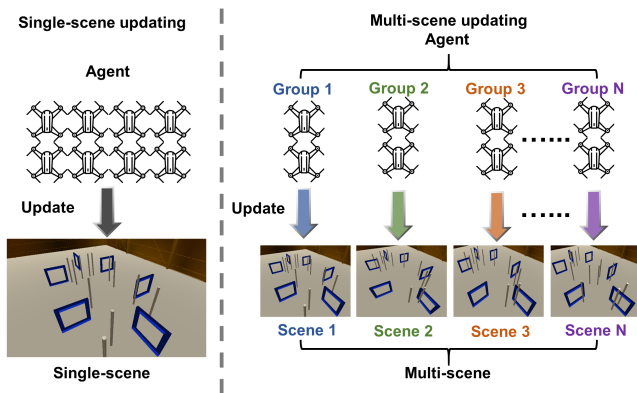 Single-scene updating
Agent
Update
Single-scene
Multi-scene updating
Agent
Group 1 Group 2 Group 3 Group N
......
Update
......
Scene 1 Scene 2 Scene 3 Scene N
Multi-scene